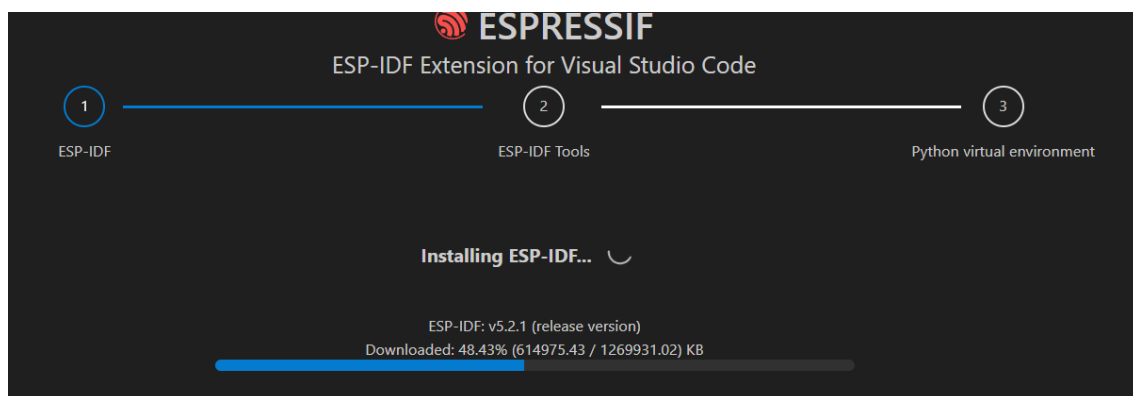 ESPRESSIF
ESP-IDF Extension for Visual Studio Code
1
2
3
ESP-IDF
ESP-IDF Tools
Python virtual environment
Installing ESP-IDF...
ESP-IDF: v5.2.1 (release version)
Downloaded: 48.43% (614975.43 / 1269931.02) KB